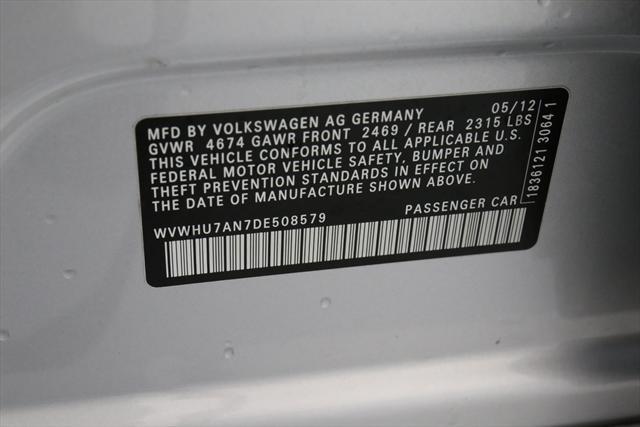 MFD BY VOLKSWAGEN AG GERMANY 05/12
GVWR 4674 GAWR FRONT 2469 / REAR 2315 LBS
THIS VEHICLE CONFORMS TO ALL APPLICABLE U.S.
FEDERAL MOTOR VEHICLE SAFETY, BUMPER AND
THEFT PREVENTION STANDARDS IN EFFECT ON
THE DATE OF MANUFACTURE SHOWN ABOVE.
WVWHU7AN7DE508579 PASSENGER CAR
1836121 3064 1